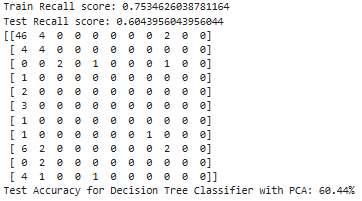 Train Recall score: 0.7534626038781164
Test Recall score: 0.6043956043956044
[[46 4 0 0 0 0 0 0 2 0 0]
[ 4 4 0 0 0 0 0 0 0 0 0]
[ 0 0 2 0 1 0 0 0 1 0 0]
[ 1 0 0 0 0 0 0 0 0 0 0]
[ 2 0 0 0 0 0 0 0 0 0 0]
[ 3 0 0 0 0 0 0 0 0 0 0]
[ 1 0 0 0 0 0 0 0 0 0 0]
[ 1 0 0 0 0 0 0 1 0 0 0]
[ 6 2 0 0 0 0 0 0 2 0 0]
[ 0 2 0 0 0 0 0 0 0 0 0]
[ 4 1 0 0 1 0 0 0 0 0 0]]
Test Accuracy for Decision Tree Classifier with PCA: 60.44%